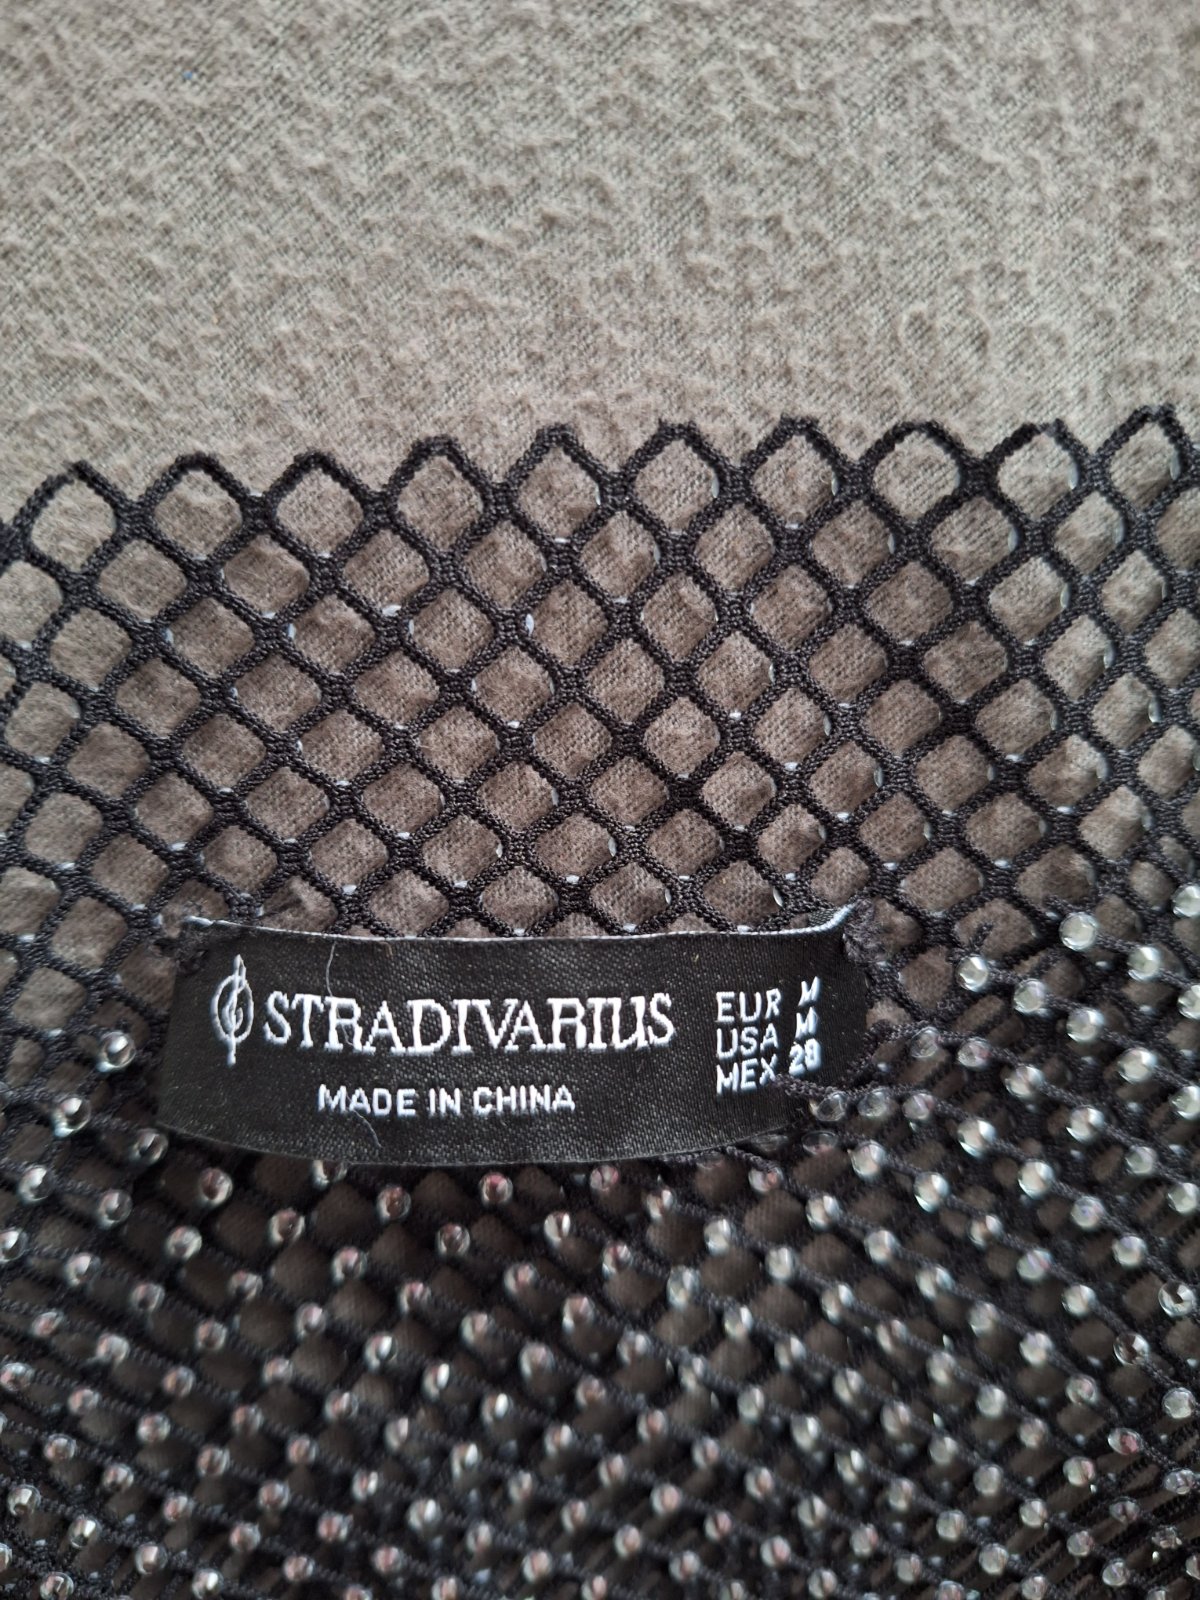 STRADIVARIUS
MADE IN CHINA
EUR M
USA M
MEX 28